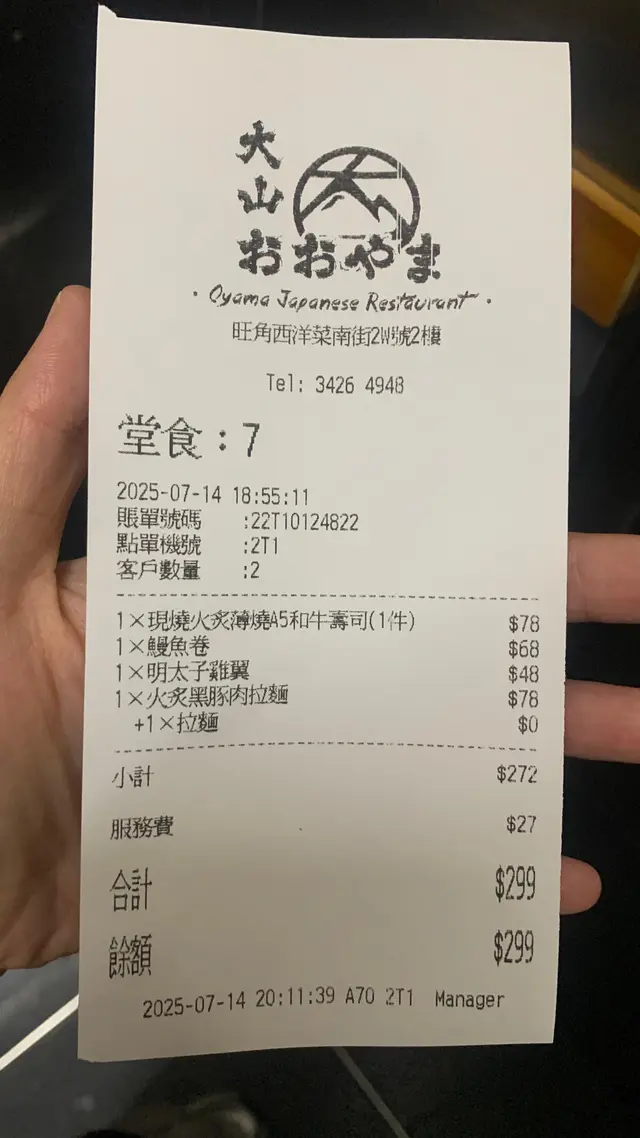 大山
おおやま
· Oyama Japanese Restaurant ·
旺角西洋菜南街2W號2樓
Tel: 3426 4948
堂食：7
2025-07-14 18:55:11
賬單號碼 :22T10124822
點單機號 :2T1
客戶數量 :2
1×現燒火炙薄燒A5和牛壽司(1件) $78
1×鰻魚卷 $68
1×明太子雞翼 $48
1×火炙黑豚肉拉麵 $78
+1×拉麵 $0
小計 $272
服務費 $27
合計 $299
餘額 $299
2025-07-14 20:11:39 A70 2T1 Manager